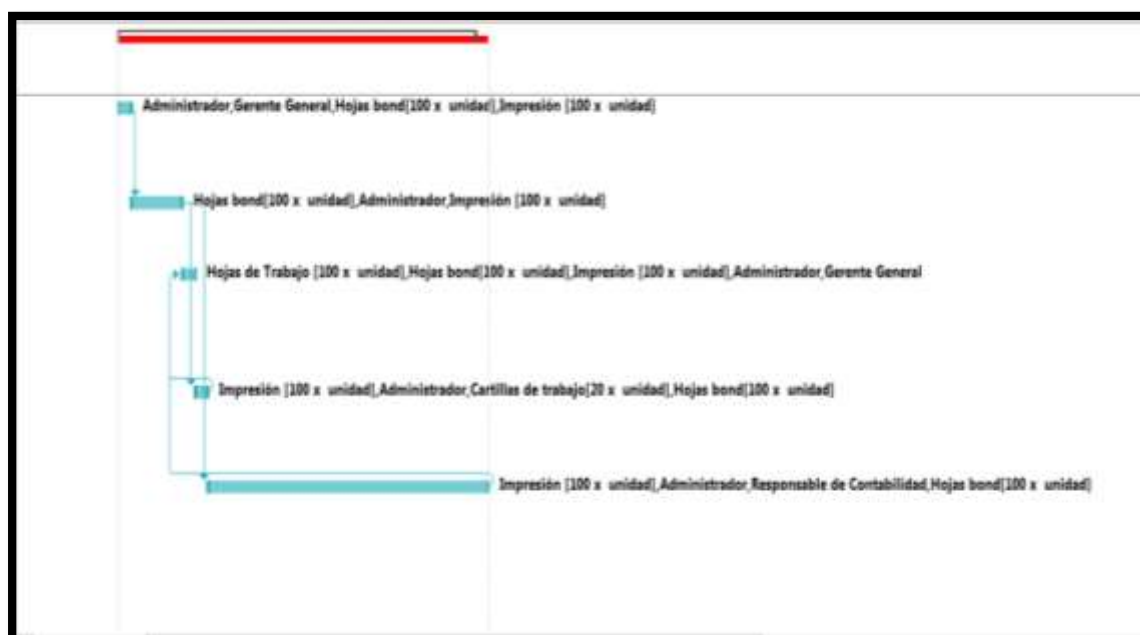 Administrador,Gerente General,Hojas bond[100 x unidad],Impresión [100 x unidad]
Hojas bond[100 x unidad],Administrador,Impresión [100 x unidad]
Hojas de Trabajo [100 x unidad],Hojas bond[100 x unidad],Impresión [100 x unidad],Administrador,Gerente General
Impresión [100 x unidad],Administrador,Cartillas de trabajo[20 x unidad],Hojas bond[100 x unidad]
Impresión [100 x unidad],Administrador,Responsable de Contabilidad,Hojas bond[100 x unidad]